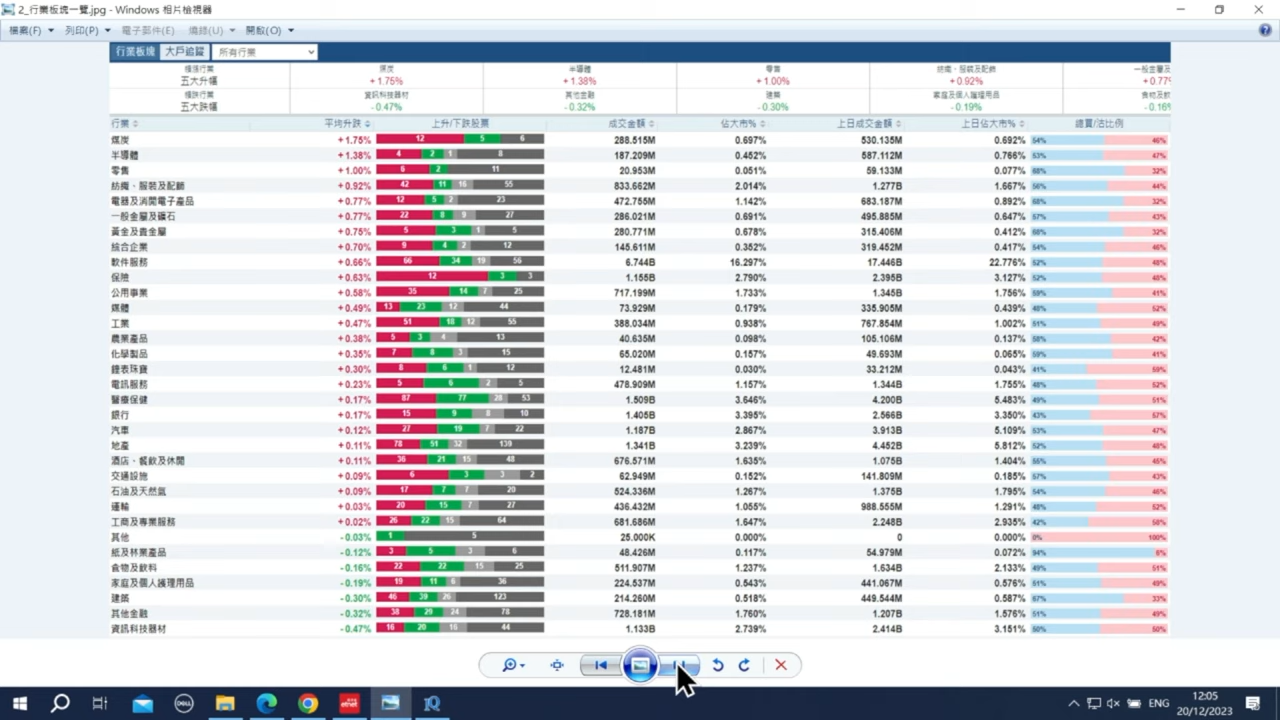 2_行業板塊一覽.jpg - Windows 相片檢視器
檔案(F) 列印(P) 電子郵件(E) 燒錄(U) 開啟(O)
行業板塊 大戶追蹤 所有行業
煤炭 半導體 零售 紡織、服裝及配飾
五大升幅 +1.75% +1.38% +1.00% +0.92% +0.77%
資訊科技器材 其他金融 建築 家庭及個人護理用品
五大跌幅 -0.47% -0.32% -0.30% -0.19% -0.16%
行業 平均升跌 上升/下跌股票 成交金額 佔大市% 上日成交金額 上日佔大市% 總買/沽比例
煤炭 +1.75% 12 5 6 288.515M 0.697% 530.135M 0.692% 54% 46%
半導體 +1.38% 4 2 1 8 187.209M 0.452% 587.112M 0.766% 53% 47%
零售 +1.00% 6 2 11 20.953M 0.051% 59.133M 0.077% 68% 32%
紡織、服裝及配飾 +0.92% 42 11 16 55 833.662M 2.014% 1.277B 1.667% 56% 44%
電器及消閒電子產品 +0.77% 12 5 2 23 472.755M 1.142% 683.187M 0.892% 68% 32%
一般金屬及礦石 +0.77% 22 8 9 27 286.021M 0.691% 495.885M 0.647% 57% 43%
黃金及貴金屬 +0.75% 5 3 1 5 280.771M 0.678% 315.406M 0.412% 68% 32%
綜合企業 +0.70% 9 4 2 12 145.611M 0.352% 319.452M 0.417% 54% 46%
軟件服務 +0.66% 66 34 19 56 6.744B 16.297% 17.446B 22.776% 52% 48%
保險 +0.63% 12 3 3 1.155B 2.790% 2.395B 3.127% 52% 48%
公用事業 +0.58% 35 14 7 25 717.199M 1.733% 1.345B 1.756% 59% 41%
媒體 +0.49% 13 23 12 44 73.929M 0.179% 335.905M 0.439% 48% 52%
工業 +0.47% 51 18 12 55 388.034M 0.938% 767.854M 1.002% 51% 49%
農業產品 +0.38% 5 3 4 13 40.635M 0.098% 105.106M 0.137% 58% 42%
化學製品 +0.35% 7 8 3 15 65.020M 0.157% 49.693M 0.065% 59% 41%
鐘表珠寶 +0.30% 8 6 1 12 12.481M 0.030% 33.212M 0.043% 41% 59%
電訊服務 +0.23% 5 6 2 5 478.909M 1.157% 1.344B 1.755% 48% 52%
醫療保健 +0.17% 87 77 28 53 1.509B 3.646% 4.200B 5.483% 49% 51%
銀行 +0.17% 15 9 8 10 1.405B 3.395% 2.566B 3.350% 43% 57%
汽車 +0.12% 27 19 7 22 1.187B 2.867% 3.913B 5.109% 53% 47%
地產 +0.11% 78 51 32 139 1.341B 3.239% 4.452B 5.812% 52% 48%
酒店、餐飲及休閒 +0.11% 36 21 15 48 676.571M 1.635% 1.075B 1.404% 55% 45%
交通設施 +0.09% 6 3 3 2 62.949M 0.152% 141.809M 0.185% 57% 43%
石油及天然氣 +0.09% 17 7 7 20 524.336M 1.267% 1.375B 1.795% 54% 46%
運輸 +0.03% 20 15 7 27 436.432M 1.055% 988.555M 1.291% 48% 52%
工商及專業服務 +0.02% 26 22 15 64 681.686M 1.647% 2.248B 2.935% 42% 58%
其他 -0.03% 1 5 25.000K 0.000% 0 0.000% 0% 100%
紙及林業產品 -0.12% 3 5 3 6 48.426M 0.117% 54.979M 0.072% 94% 6%
食物及飲料 -0.16% 22 22 15 25 511.907M 1.237% 1.634B 2.133% 49% 51%
家庭及個人護理用品 -0.19% 19 11 6 36 224.537M 0.543% 441.067M 0.576% 51% 49%
建築 -0.30% 46 39 26 123 214.260M 0.518% 449.544M 0.587% 67% 33%
其他金融 -0.32% 38 29 24 78 728.181M 1.760% 1.207B 1.576% 51% 49%
資訊科技器材 -0.47% 16 20 16 44 1.133B 2.739% 2.414B 3.151% 50% 50%
DELL etnet IQ ENG 12:05
20/12/2023